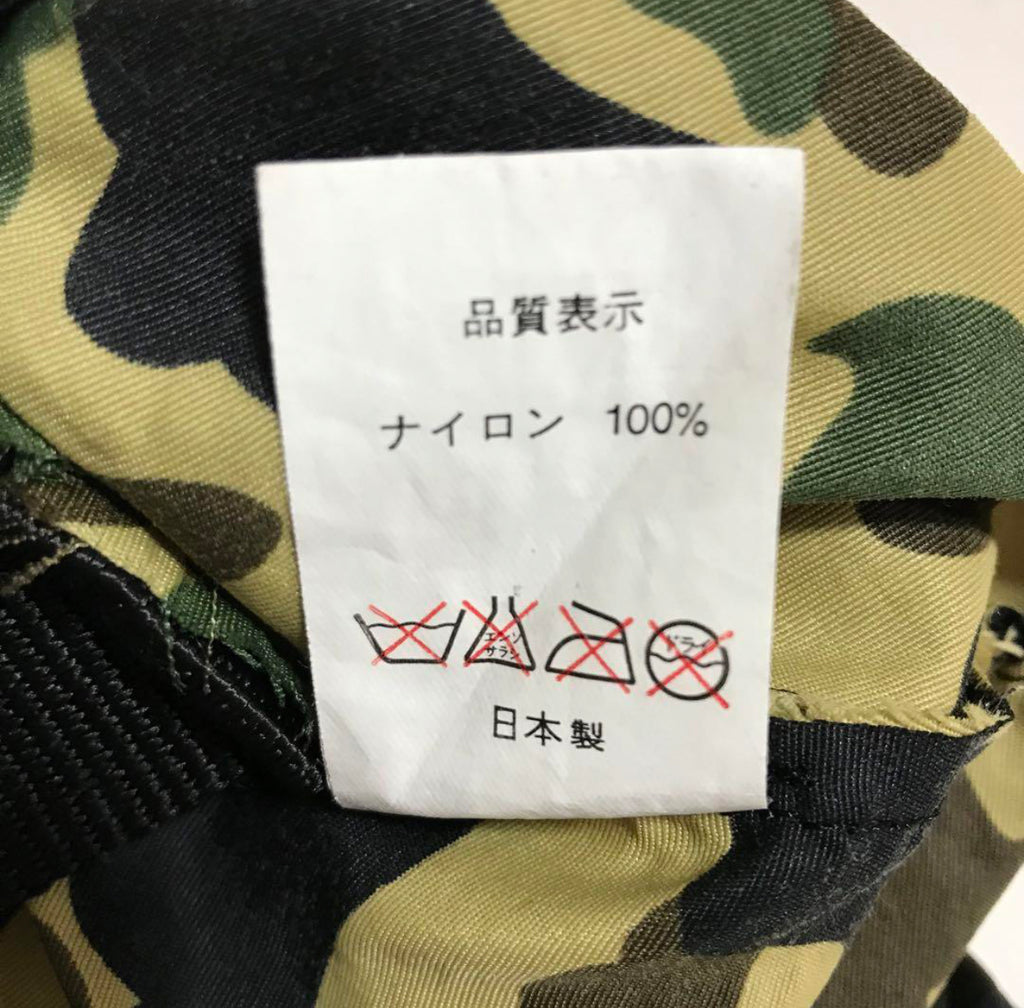 品質表示
ナイロン 100%
エンソ
サラシ
ドライ
日本製